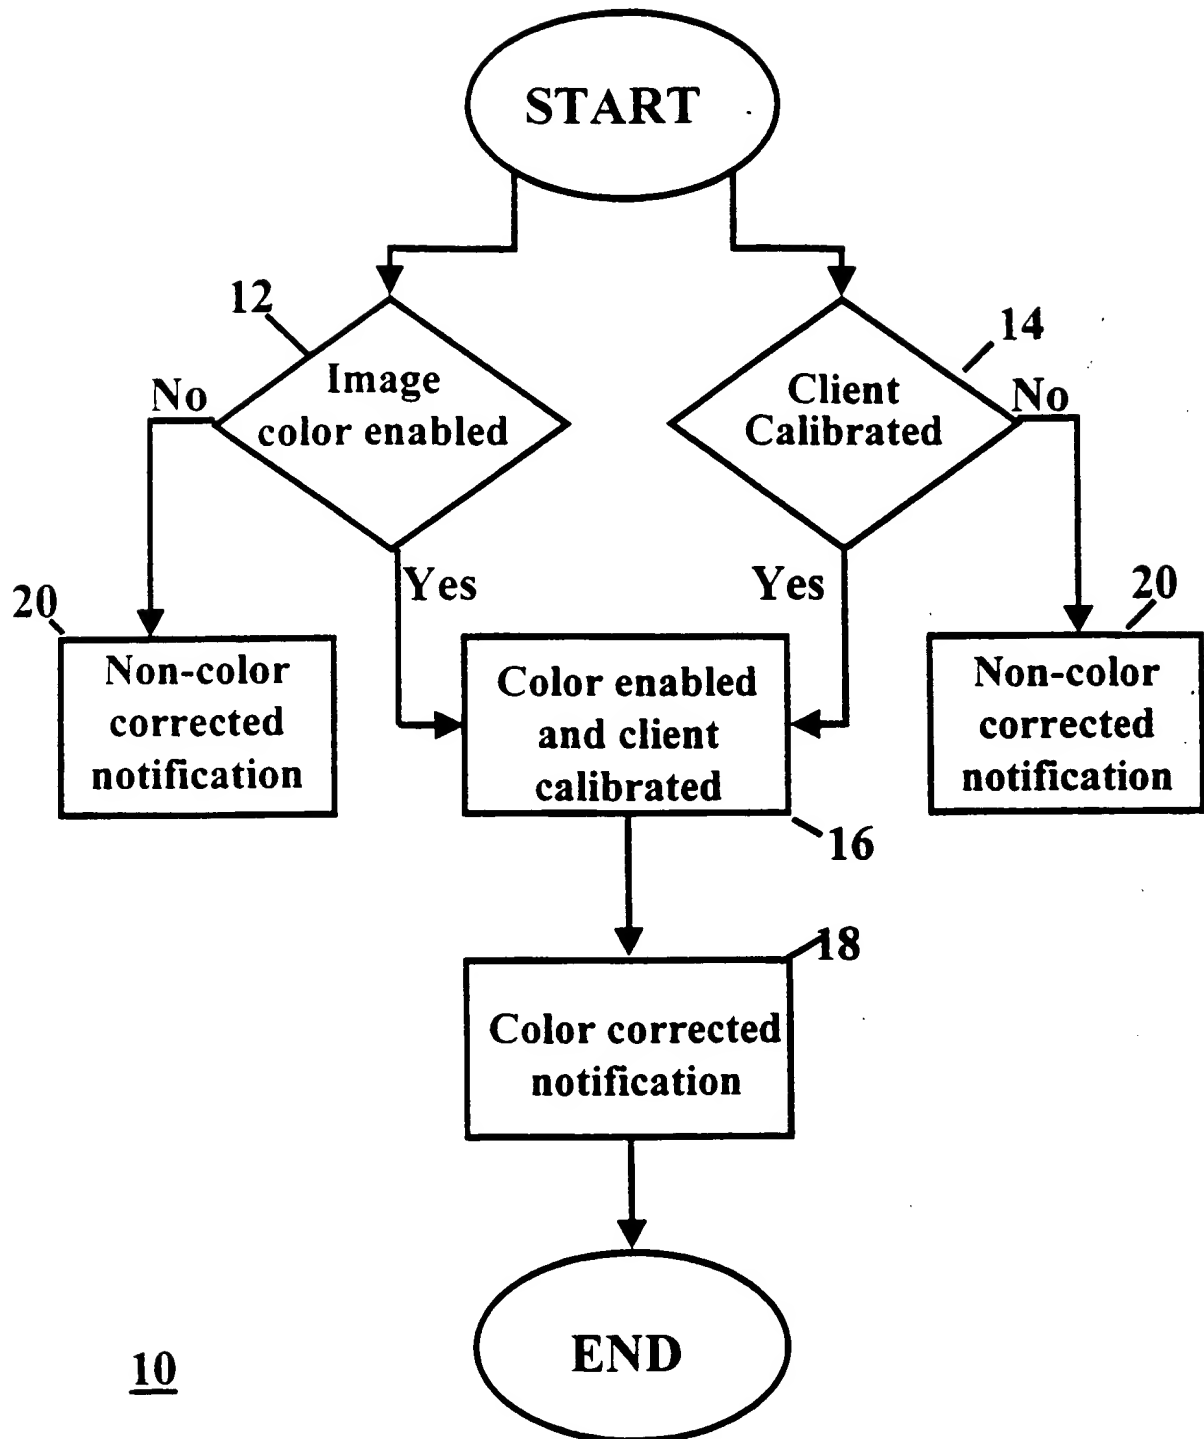 START
12
14
No
Image
color enabled
Client
Calibrated
No
Yes
Yes
20
20
Non-color
corrected
notification
Color enabled
and client
calibrated
Non-color
corrected
notification
16
18
Color corrected
notification
END
10